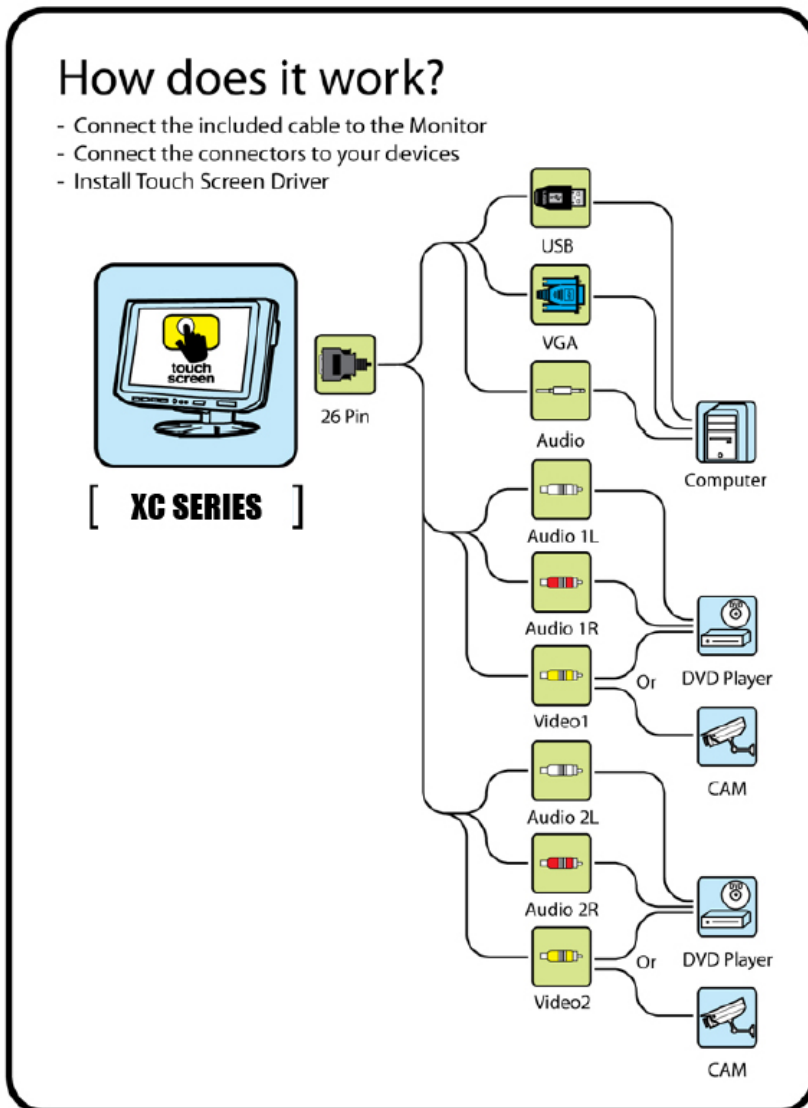 How does it work?
- Connect the included cable to the Monitor
- Connect the connectors to your devices
- Install Touch Screen Driver
USB
VGA
touch
screen
26 Pin
Audio
Computer
[ XC SERIES ]
Audio 1L
DVD
Audio 1R
Or
DVD Player
Video1
CAM
Audio 2L
DVD
Audio 2R
Or
DVD Player
Video2
CAM